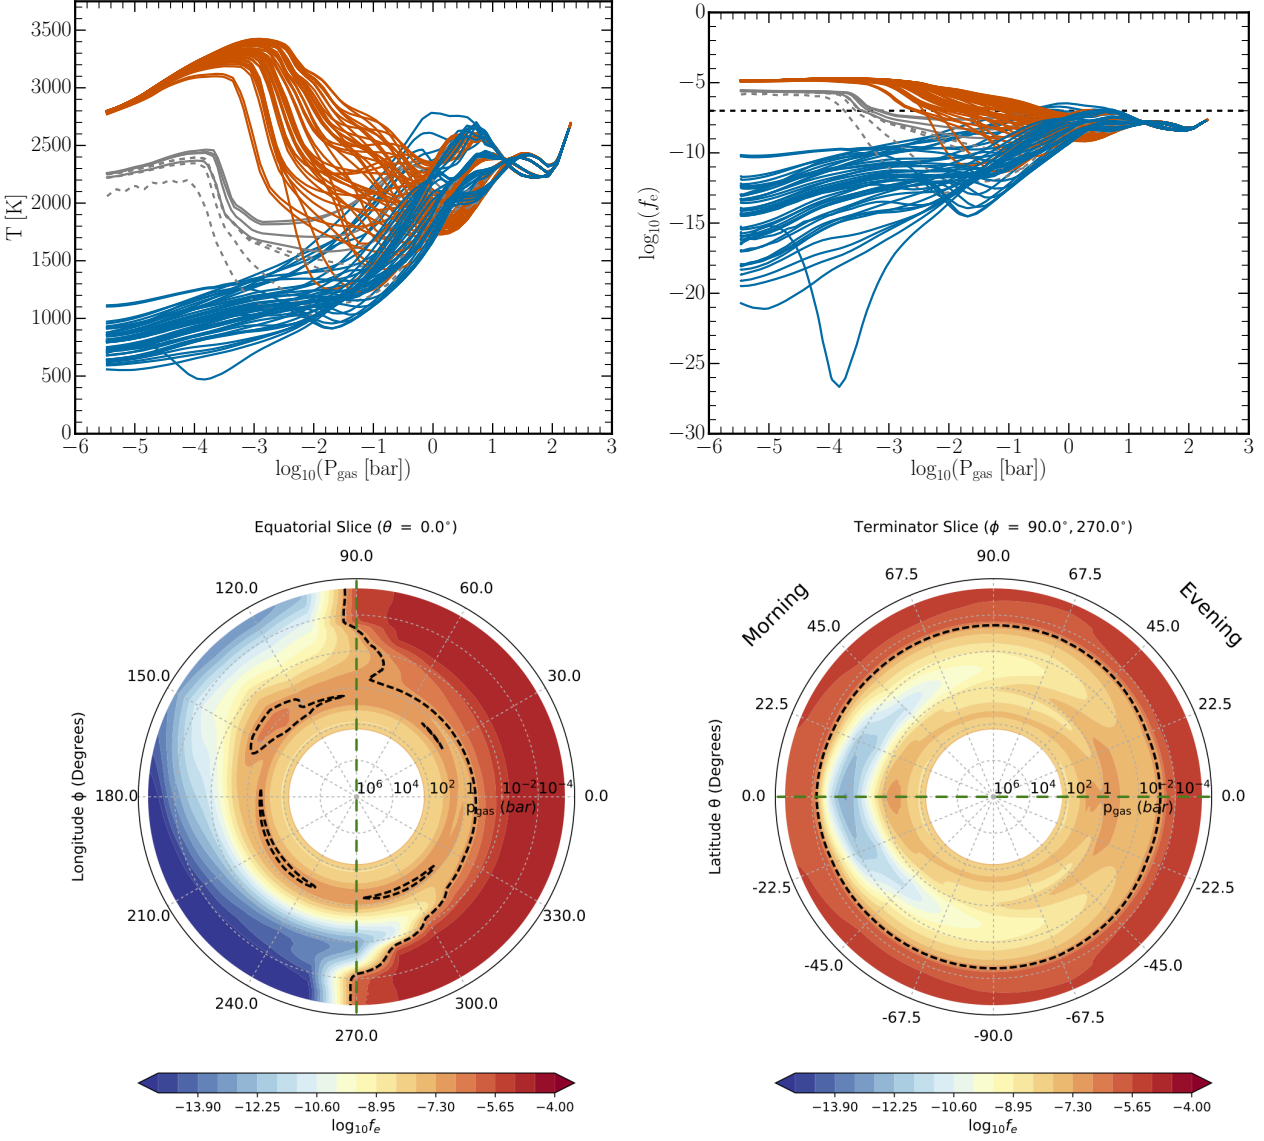 3500
3000
2500
2000
1500
1000
500
0
T [K]
−6 −5 −4 −3 −2 −1 0 1 2 3
log10(Pgas [bar])
0
−5
−10
−15
−20
−25
−30
log10(fe)
−6 −5 −4 −3 −2 −1 0 1 2 3
log10(Pgas [bar])
Equatorial Slice (θ = 0.0°)
90.0
120.0 60.0
150.0 30.0
180.0 0.0
210.0 330.0
240.0 300.0
270.0
Longitude ϕ (Degrees)
10^6 10^4 10^2 1 10^−2 10^−4
pgas (bar)
−13.90 −12.25 −10.60 −8.95 −7.30 −5.65 −4.00
log10fe
Terminator Slice (ϕ = 90.0°, 270.0°)
90.0
67.5 67.5
Morning Evening
45.0 45.0
22.5 22.5
0.0 0.0
-22.5 -22.5
-45.0 -45.0
-67.5 -67.5
-90.0
Latitude θ (Degrees)
10^6 10^4 10^2 1 10^−2 10^−4
pgas (bar)
−13.90 −12.25 −10.60 −8.95 −7.30 −5.65 −4.00
log10fe